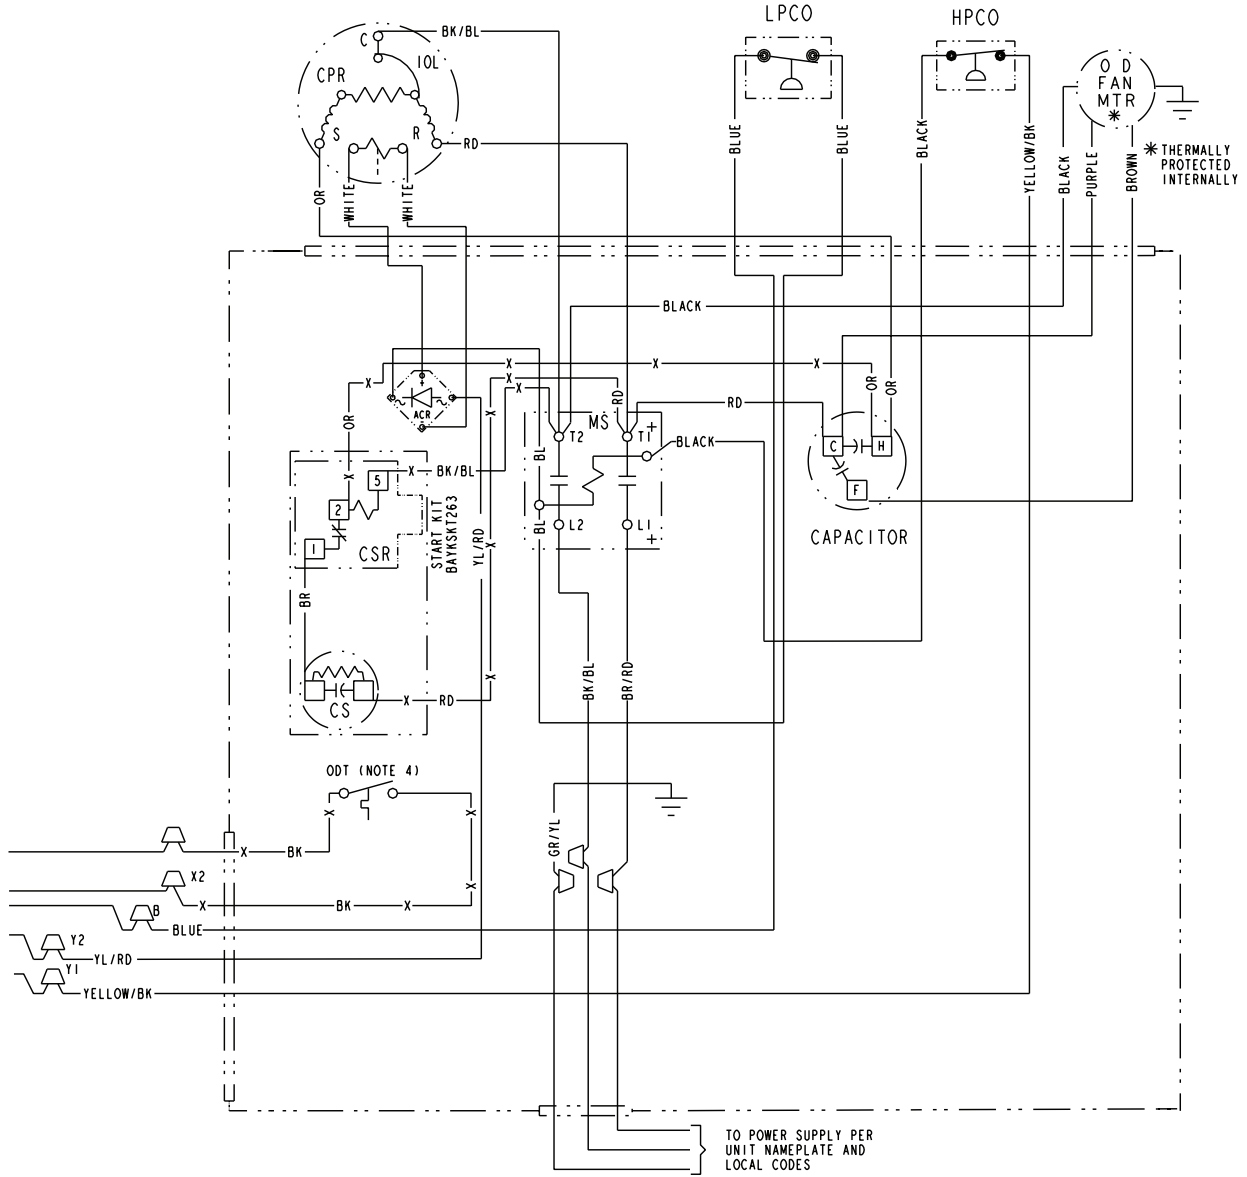 LPCO
HPCO
C
BK/BL
IOL
CPR
O D
FAN
MTR
*
S
R
RD
BLUE
BLUE
BLACK
YELLOW/BK
BLACK
PURPLE
BROWN
* THERMALLY
PROTECTED
INTERNALLY
OR
WHITE
WHITE
BLACK
X
X
X
X
X
X
OR
OR
RD
+
~
~
ACR
-
X
RD
OR
MS
+
T2
T1
BLACK
C
H
BL
X
BK/BL
5
X
2
F
START KIT
BAYKSKT263
L2
L1
BL
+
CAPACITOR
1
CSR
YL/RD
X
BR
X
BK/BL
BR/RD
X
RD
CS
ODT (NOTE 4)
X
X
GR/YL
X
BK
X2
X
X
BK
X
B
BLUE
Y2
YL/RD
Y1
YELLOW/BK
TO POWER SUPPLY PER
UNIT NAMEPLATE AND
LOCAL CODES